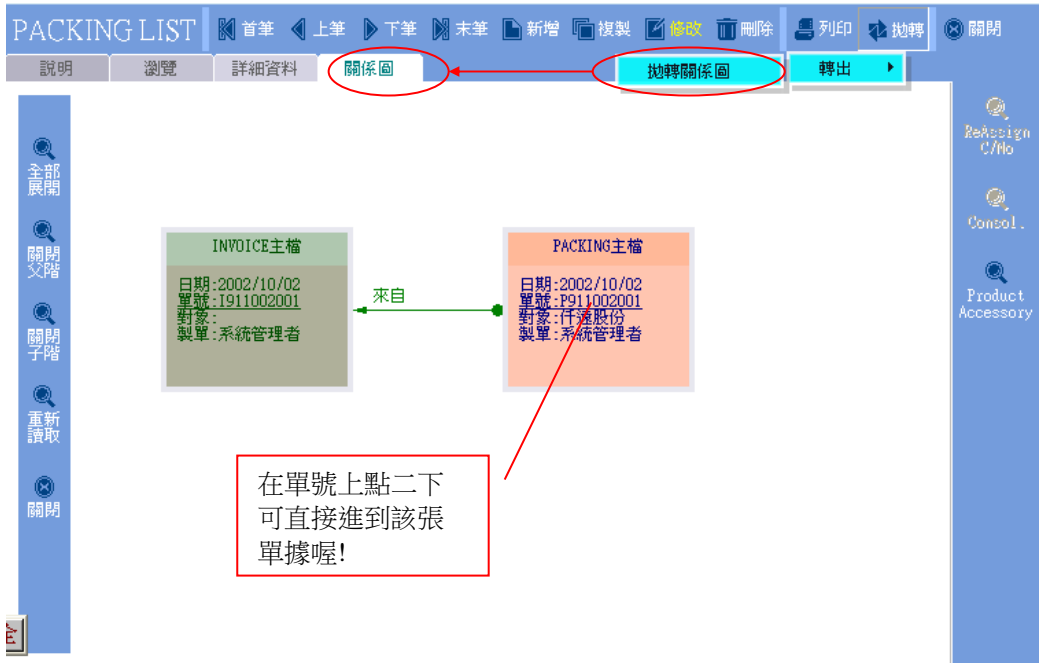 PACKING LIST 首筆 上筆 下筆 末筆 新增 複製 修改 刪除 列印 拋轉 關閉
說明 瀏覽 詳細資料 關係圖 拋轉關係圖 轉出
全部
展開
關閉
父階
關閉
子階
重新
讀取
關閉
INVOICE主檔
日期:2002/10/02
單號:I911002001
對象:
製單:系統管理者
來自
PACKING主檔
日期:2002/10/02
單號:P911002001
對象:仟遠股份
製單:系統管理者
在單號上點二下
可直接進到該張
單據喔!
ReAssign
C/No
Consol.
Product
Accessory